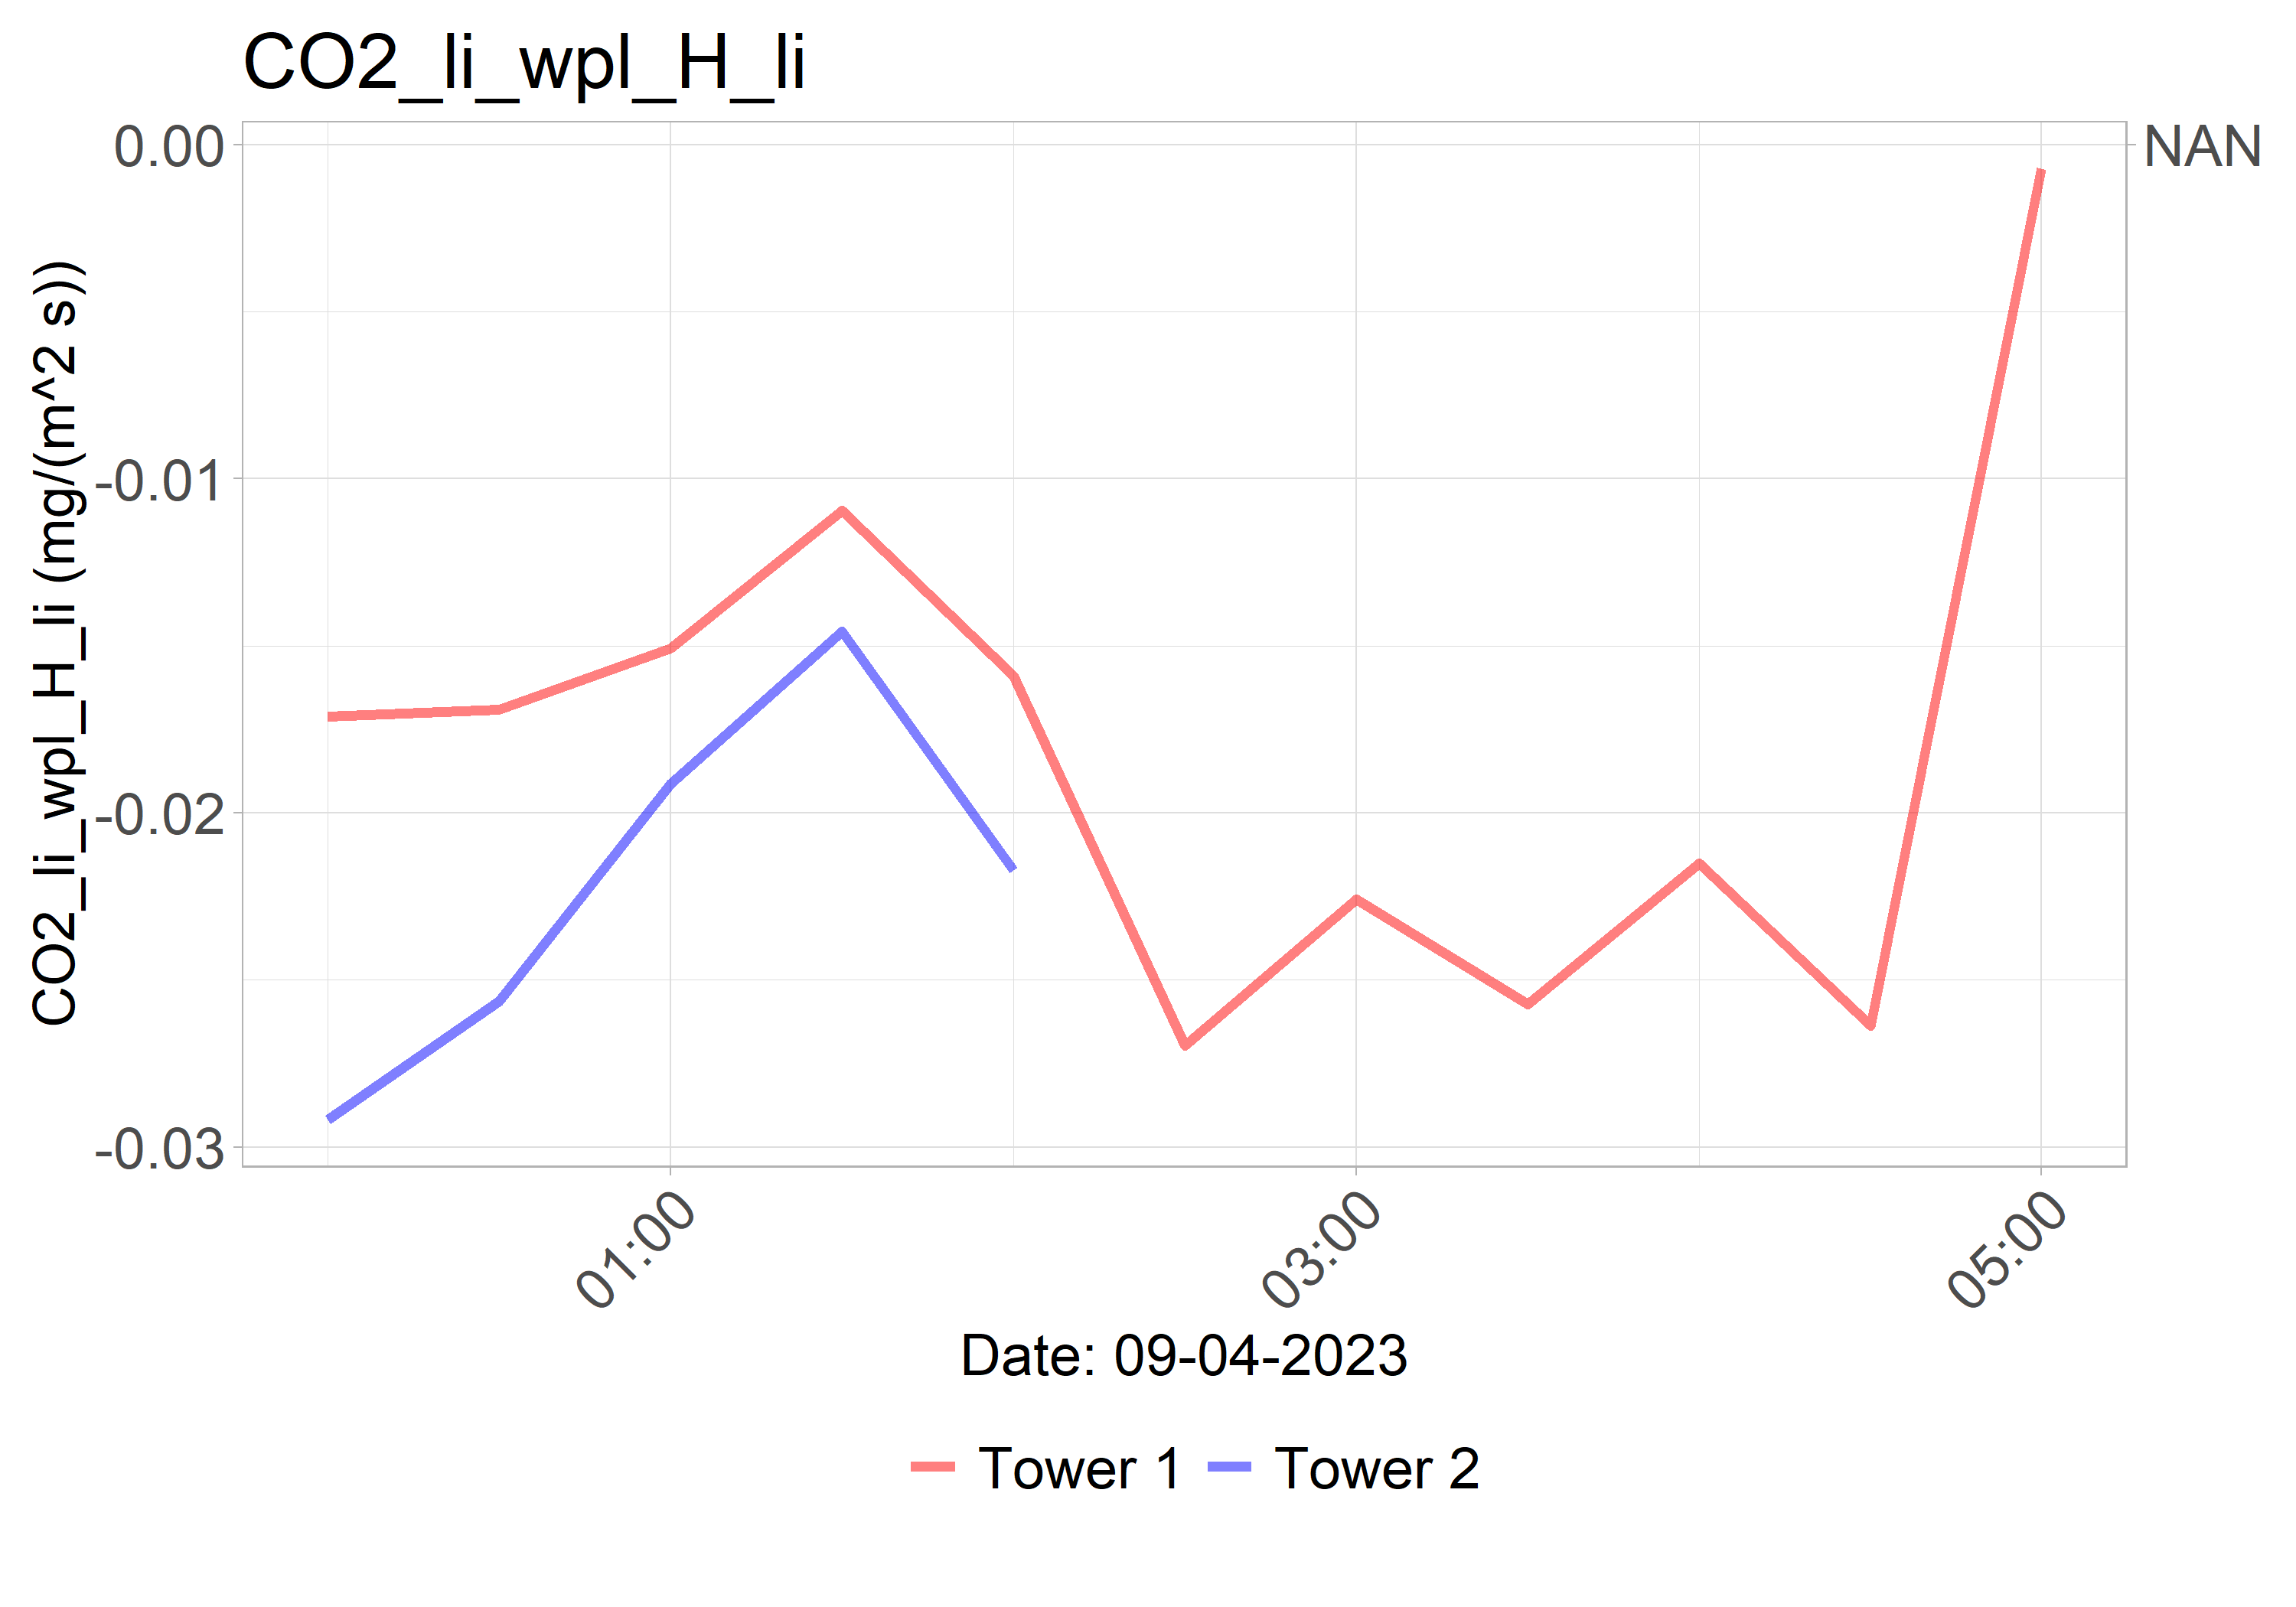 CO2_li_wpl_H_li
0.00
NAN
-0.01
-0.02
-0.03
CO2_li_wpl_H_li (mg/(m^2 s))
01:00
03:00
05:00
Date: 09-04-2023
Tower 1
Tower 2